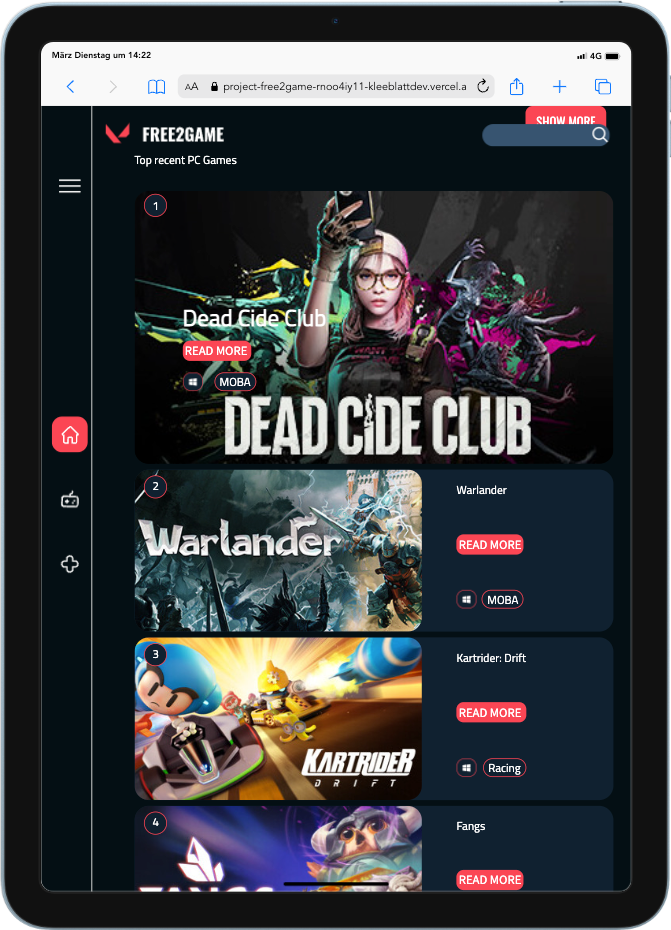 März Dienstag um 14:22
4G
AA
project-free2game-rnoo4iy11-kleeblattdev.vercel.a
SHOW MORE
FREE2GAME
Top recent PC Games
1
Dead Cide Club
READ MORE
MOBA
DEAD CIDE CLUB
2
Warlander
Warlander
READ MORE
MOBA
3
Kartrider: Drift
READ MORE
KARTRIDER
DRIFT
Racing
4
Fangs
FANGS
READ MORE